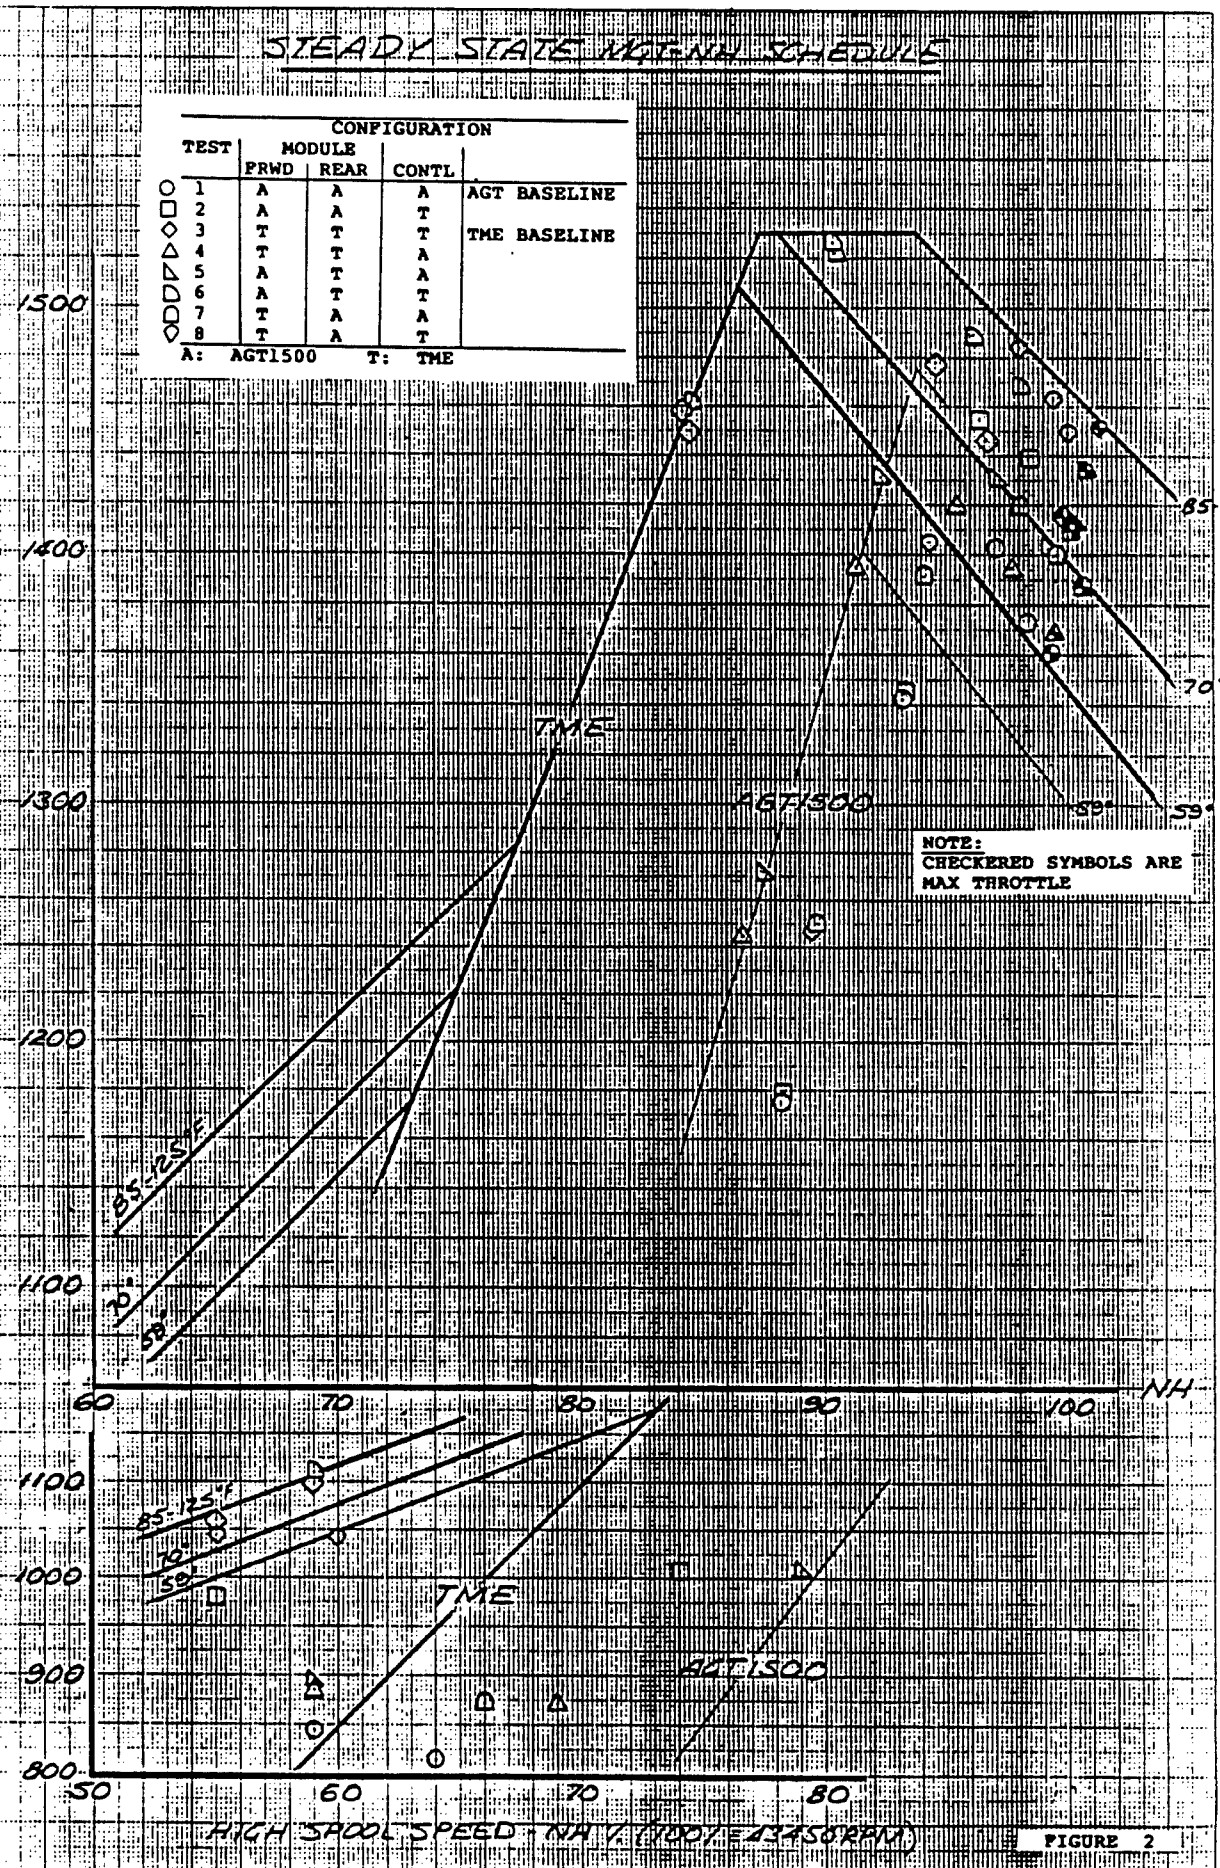 STEADY STATE MGT-NH SCHEDULE
CONFIGURATION
TEST MODULE
FRWD REAR CONTL
1 A A A AGT BASELINE
2 A A T
3 T T T TME BASELINE
4 T T A
5 A T A
6 A T T
7 T A A
8 T A T
A: AGT1500 T: TME
1500
85
1400
70°
TME
1300
AGT1500
59°
59°
NOTE:
CHECKERED SYMBOLS ARE
MAX THROTTLE
1200
85-125°F
1100
70°
59°
60 70 80 90 100 NH
1100
85-125°F
70°
1000
59°
TME
900
AGT1500
800
50 60 70 80
HIGH SPOOL SPEED - NH % (100% = 43450 RPM)
FIGURE 2